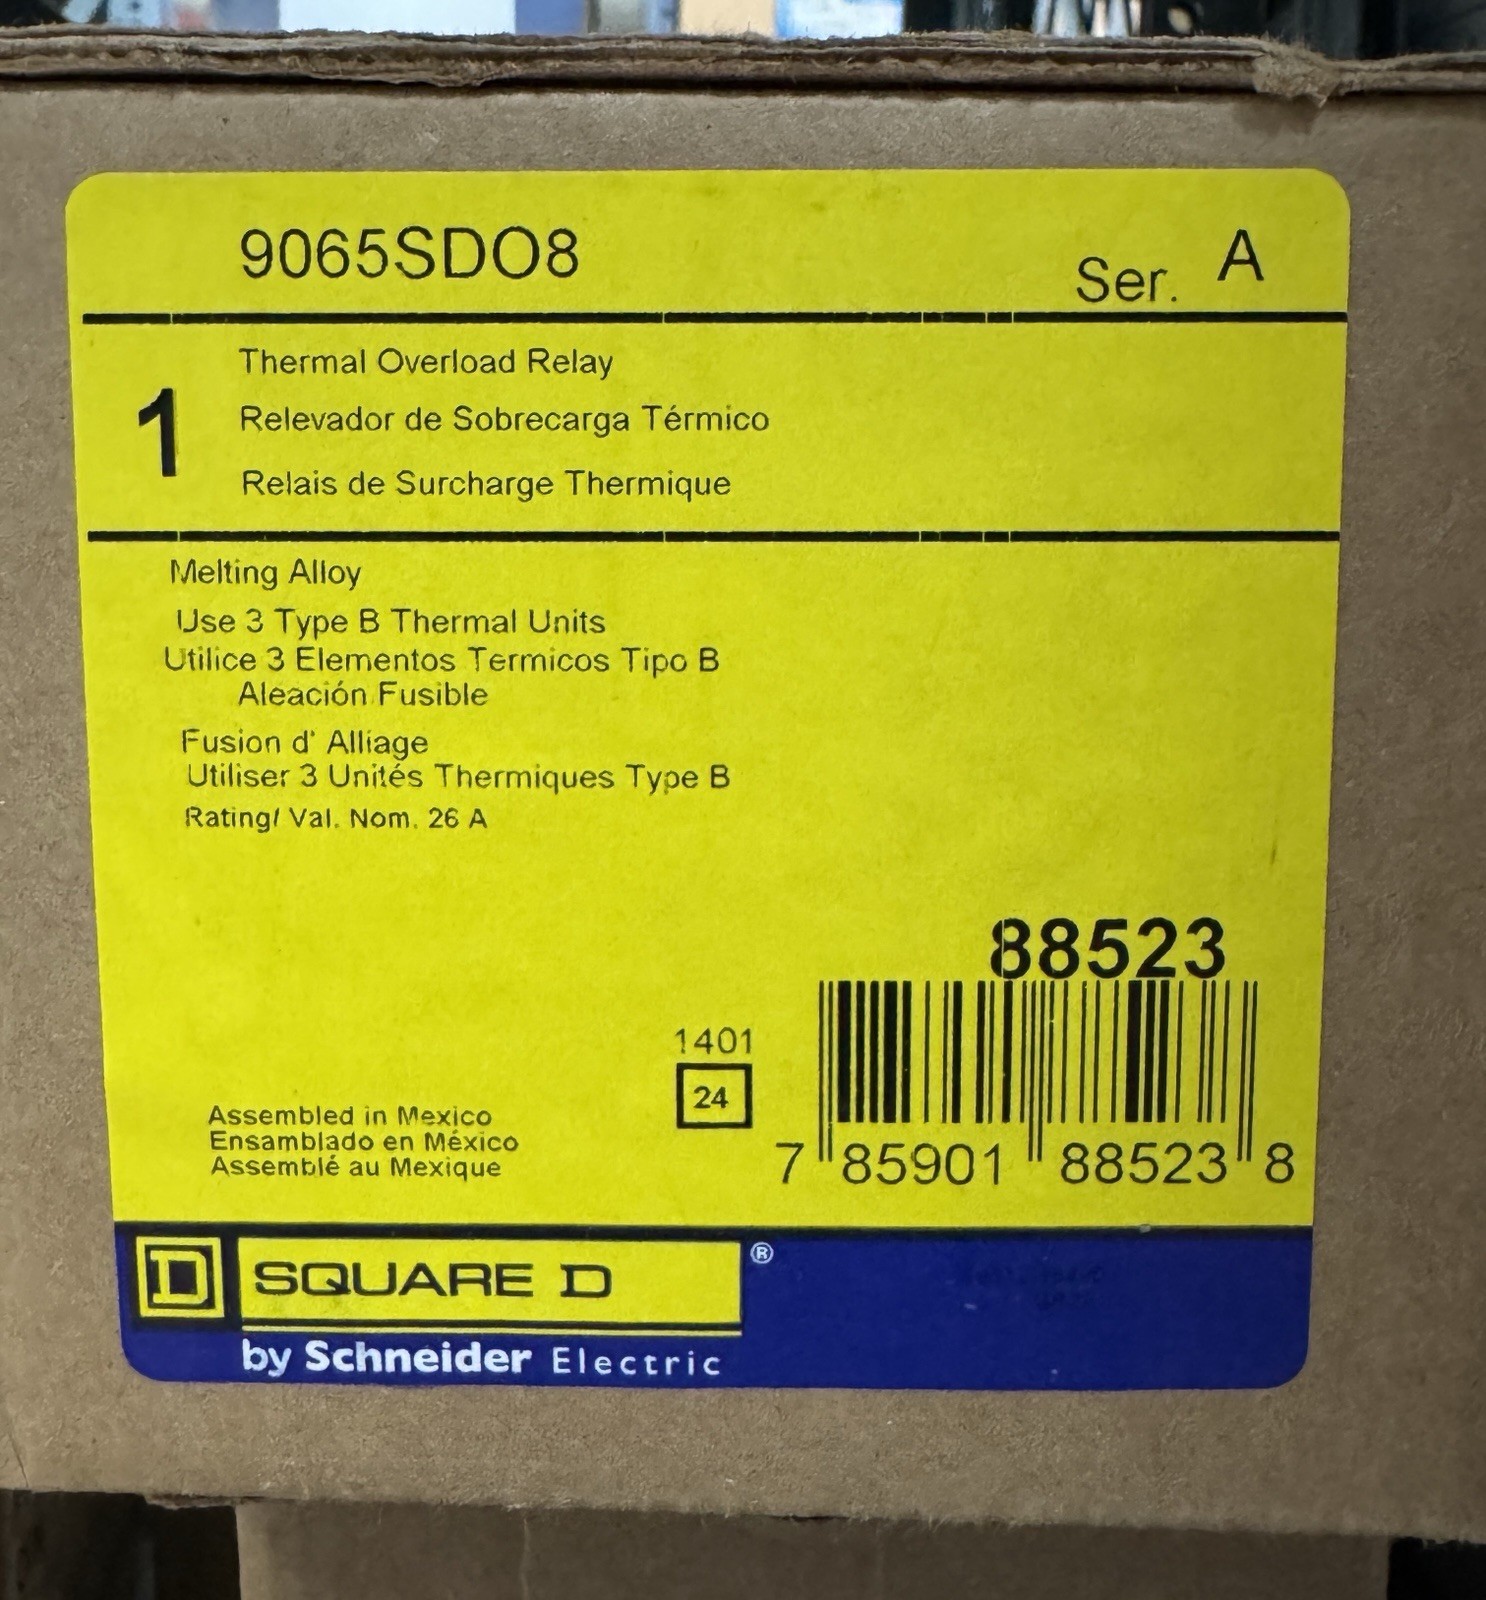 9065SDO8
Ser. A
1
Thermal Overload Relay
Relevador de Sobrecarga Térmico
Relais de Surcharge Thermique
Melting Alloy
Use 3 Type B Thermal Units
Utilice 3 Elementos Termicos Tipo B
Aleación Fusible
Fusion d' Alliage
Utiliser 3 Unités Thermiques Type B
Rating/ Val. Nom. 26 A
88523
1401
24
7 85901 88523 8
Assembled in Mexico
Ensamblado en México
Assemblé au Mexique
D SQUARE D ®
by Schneider Electric